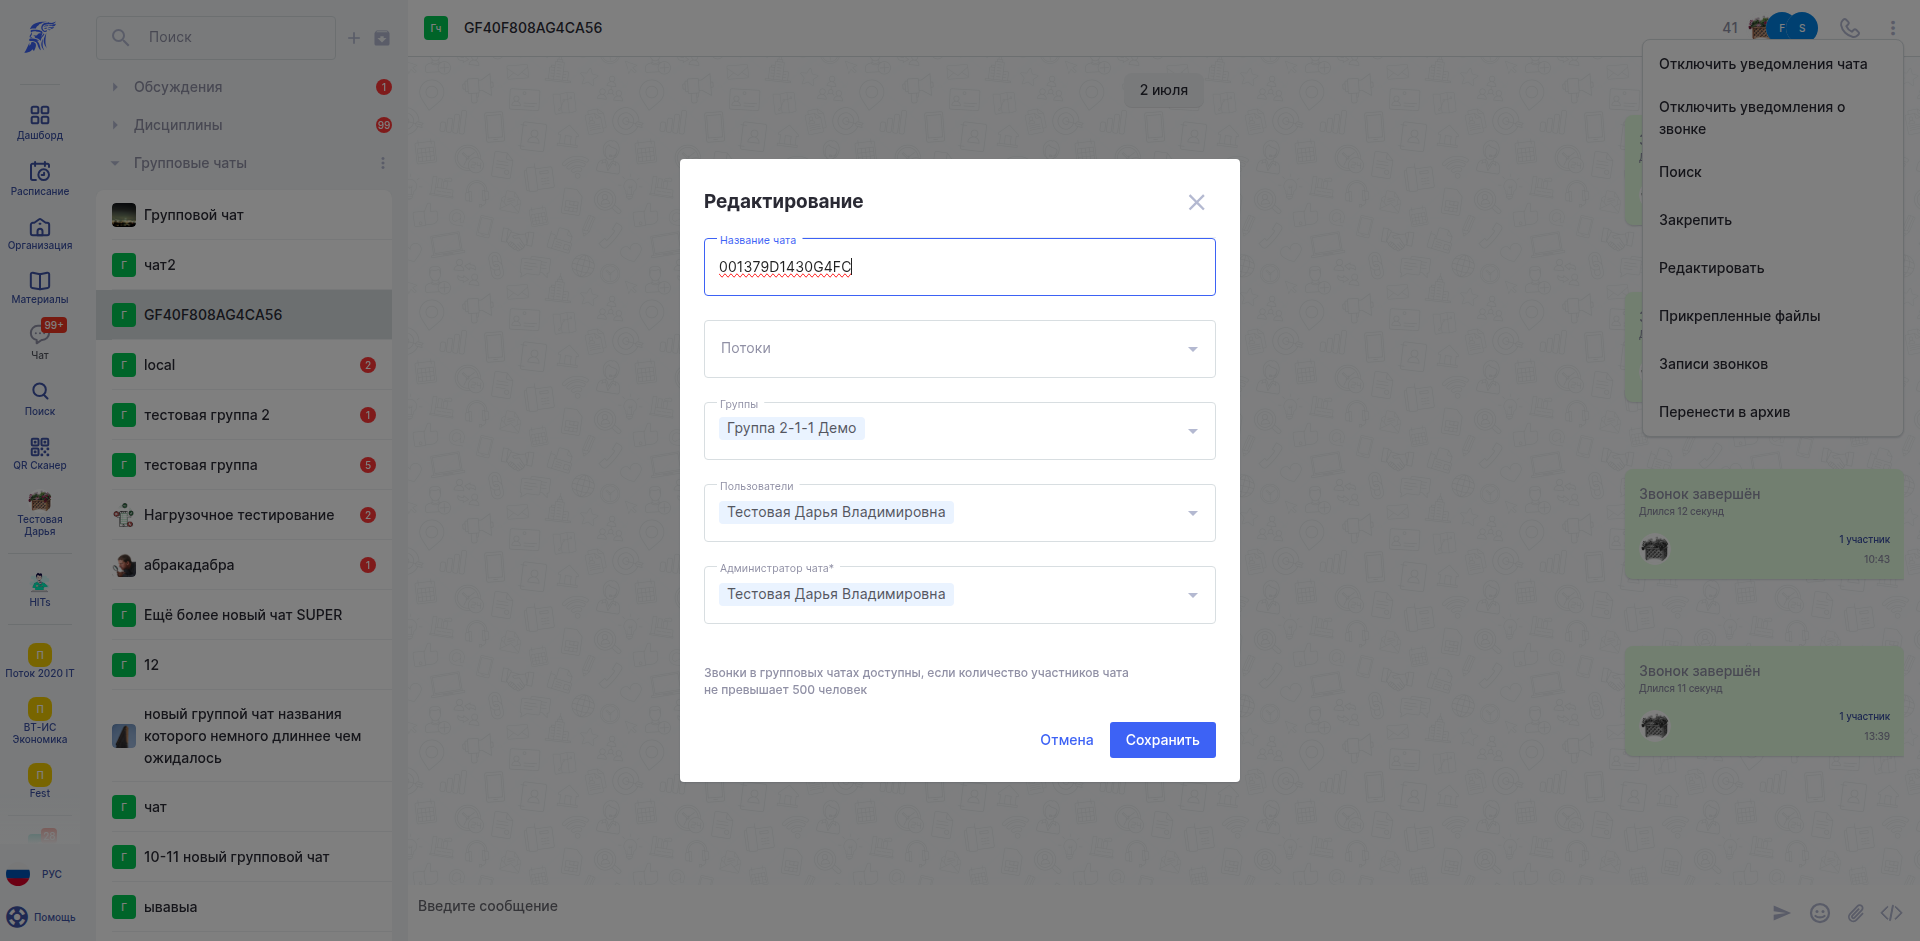 Дашборд
Расписание
Организация
Материалы
99+
Чат
Поиск
QR Сканер
Тестовая
Дарья
HITs
П
Поток 2020 IT
П
ВТ-ИС
Экономика
П
Fest
РУС
Помощь
Поиск
Обсуждения 1
Дисциплины 99
Групповые чаты
Групповой чат
Г чат2
Г GF40F808AG4CA56
Г local 2
Г тестовая группа 2 1
Г тестовая группа 5
Нагрузочное тестирование 2
абракадабра 1
Г Ещё более новый чат SUPER
Г 12
новый группой чат названия
которого немного длиннее чем
ожидалось
Г чат
Г 10-11 новый групповой чат
Г ывавыа
Гч GF40F808AG4CA56
41 F S
2 июля
Отключить уведомления чата
Отключить уведомления о
звонке
Поиск
Закрепить
Редактировать
Прикрепленные файлы
Записи звонков
Перенести в архив
Звонок завершён
Длился 12 секунд
1 участник
10:43
Звонок завершён
Длился 11 секунд
1 участник
13:39
Введите сообщение
Редактирование
Название чата
001379D1430G4FC
Потоки
Группы
Группа 2-1-1 Демо
Пользователи
Тестовая Дарья Владимировна
Администратор чата*
Тестовая Дарья Владимировна
Звонки в групповых чатах доступны, если количество участников чата
не превышает 500 человек
Отмена
Сохранить